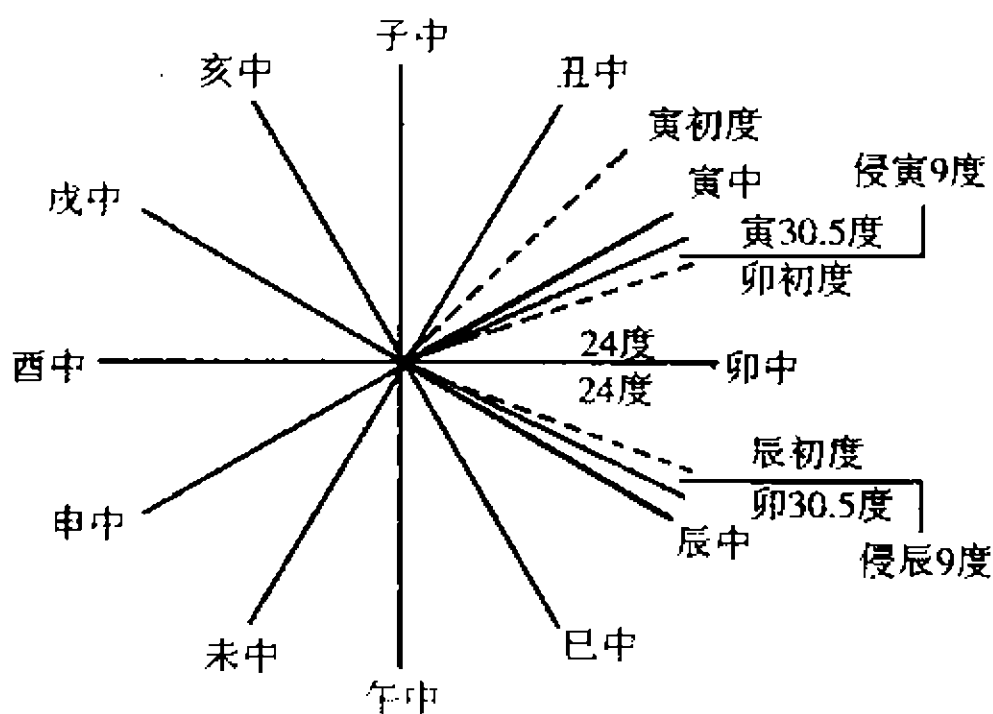 子中
亥中
丑中
寅初度
侵寅9度
寅中
戌中
寅30.5度
卯初度
24度
酉中
卯中
24度
辰初度
卯30.5度
申中
辰中
侵辰9度
未中
巳中
午中